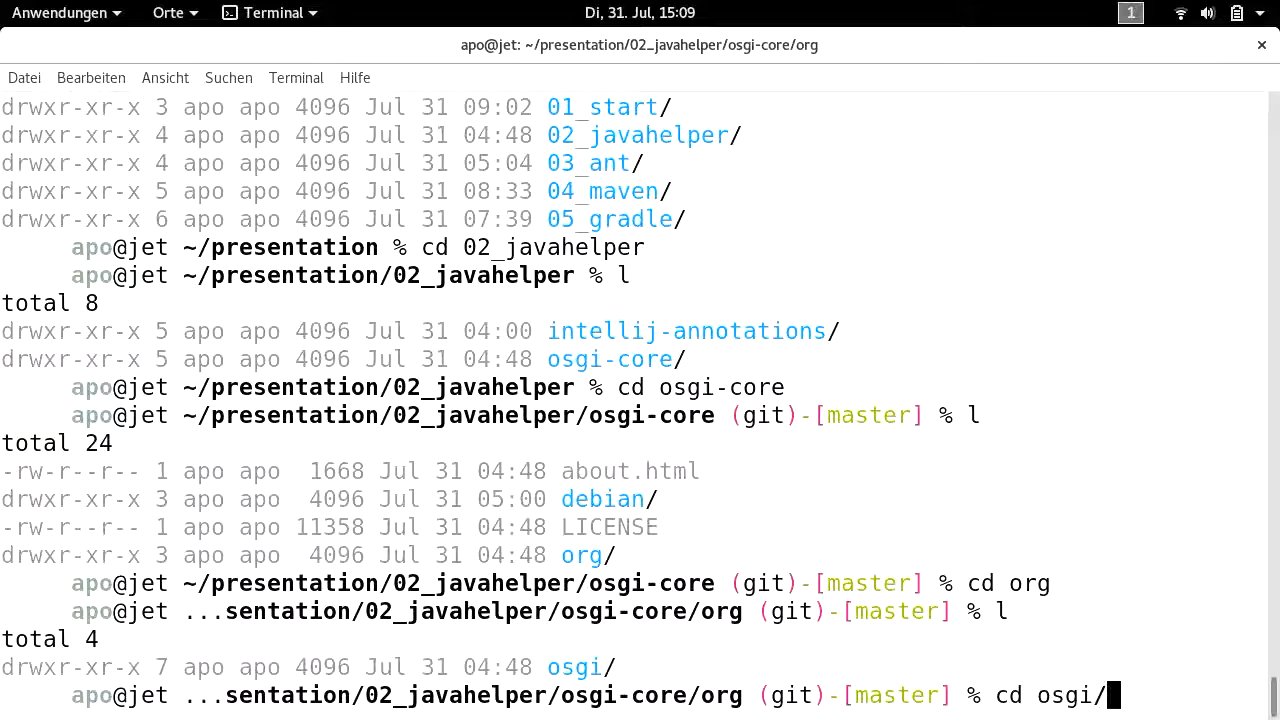 Anwendungen Orte Terminal Di, 31. Jul, 15:09 1
apo@jet: ~/presentation/02_javahelper/osgi-core/org ×
Datei Bearbeiten Ansicht Suchen Terminal Hilfe
drwxr-xr-x 3 apo apo 4096 Jul 31 09:02 01_start/
drwxr-xr-x 4 apo apo 4096 Jul 31 04:48 02_javahelper/
drwxr-xr-x 4 apo apo 4096 Jul 31 05:04 03_ant/
drwxr-xr-x 5 apo apo 4096 Jul 31 08:33 04_maven/
drwxr-xr-x 6 apo apo 4096 Jul 31 07:39 05_gradle/
apo@jet ~/presentation % cd 02_javahelper
apo@jet ~/presentation/02_javahelper % l
total 8
drwxr-xr-x 5 apo apo 4096 Jul 31 04:00 intellij-annotations/
drwxr-xr-x 5 apo apo 4096 Jul 31 04:48 osgi-core/
apo@jet ~/presentation/02_javahelper % cd osgi-core
apo@jet ~/presentation/02_javahelper/osgi-core (git)-[master] % l
total 24
-rw-r--r-- 1 apo apo  1668 Jul 31 04:48 about.html
drwxr-xr-x 3 apo apo  4096 Jul 31 05:00 debian/
-rw-r--r-- 1 apo apo 11358 Jul 31 04:48 LICENSE
drwxr-xr-x 3 apo apo  4096 Jul 31 04:48 org/
apo@jet ~/presentation/02_javahelper/osgi-core (git)-[master] % cd org
apo@jet ...sentation/02_javahelper/osgi-core/org (git)-[master] % l
total 4
drwxr-xr-x 7 apo apo 4096 Jul 31 04:48 osgi/
apo@jet ...sentation/02_javahelper/osgi-core/org (git)-[master] % cd osgi/